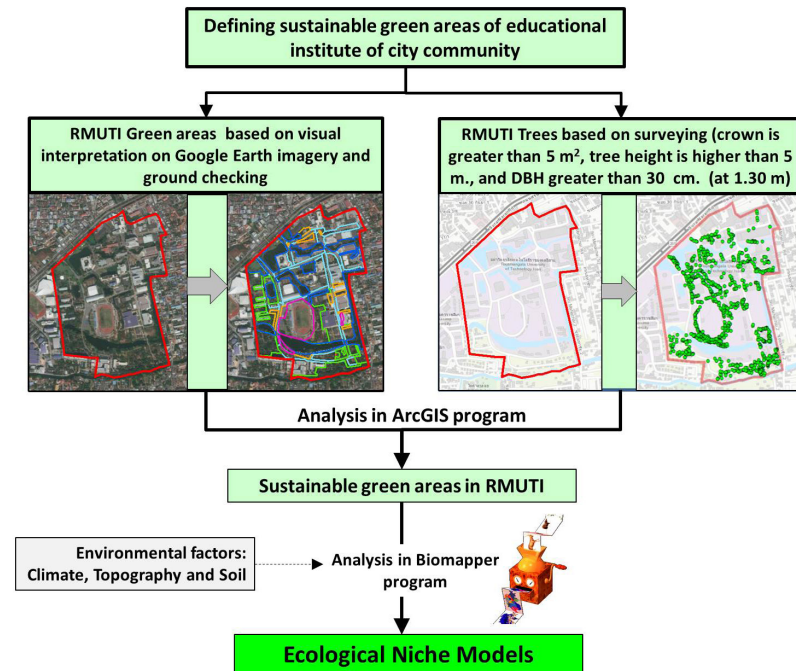 Defining sustainable green areas of educational
institute of city community
RMUTI Green areas based on visual
interpretation on Google Earth imagery and
ground checking
RMUTI Trees based on surveying (crown is
greater than 5 m², tree height is higher than 5
m., and DBH greater than 30 cm. (at 1.30 m)
Analysis in ArcGIS program
Sustainable green areas in RMUTI
Environmental factors:
Climate, Topography and Soil
Analysis in Biomapper
program
Ecological Niche Models